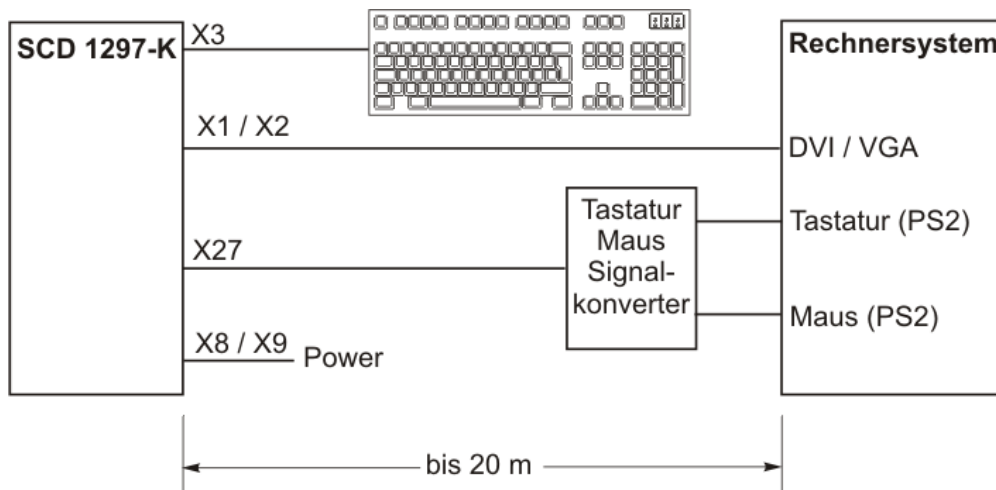 SCD 1297-K
X3
Rechnersystem
X1 / X2
DVI / VGA
Tastatur
Maus
Signal-
konverter
Tastatur (PS2)
X27
Maus (PS2)
X8 / X9
Power
bis 20 m